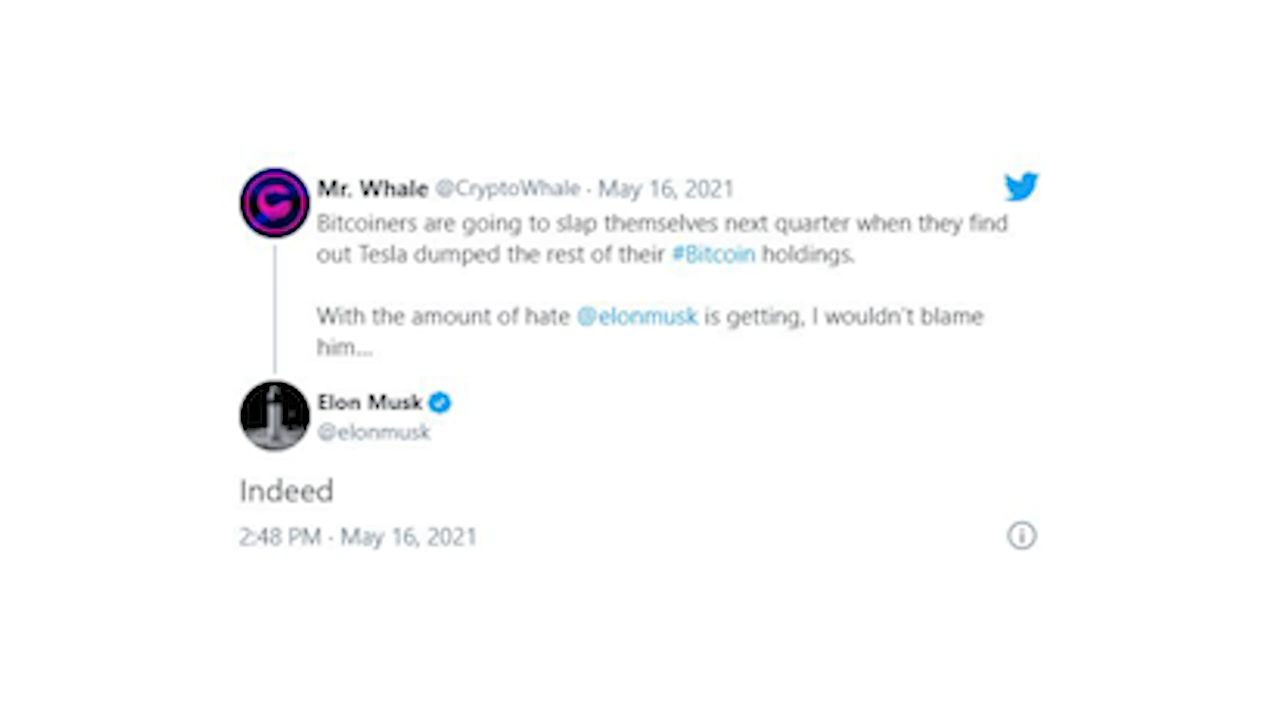 Mr. Whale @CryptoWhale · May 16, 2021
Bitcoiners are going to slap themselves next quarter when they find
out Tesla dumped the rest of their #Bitcoin holdings.
With the amount of hate @elonmusk is getting, I wouldn't blame
him...
Elon Musk
@elonmusk
Indeed
2:48 PM · May 16, 2021